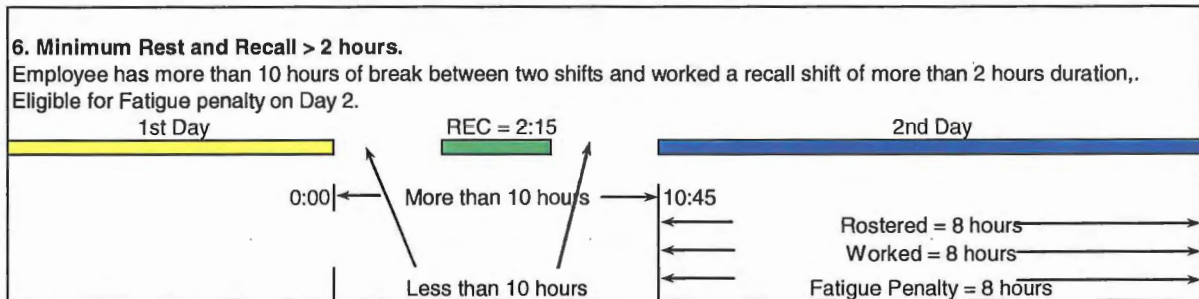 6. Minimum Rest and Recall > 2 hours.
Employee has more than 10 hours of break between two shifts and worked a recall shift of more than 2 hours duration,.
Eligible for Fatigue penalty on Day 2.
1st Day REC = 2:15 2nd Day
0:00 More than 10 hours 10:45
Rostered = 8 hours
Worked = 8 hours
Less than 10 hours Fatigue Penalty = 8 hours